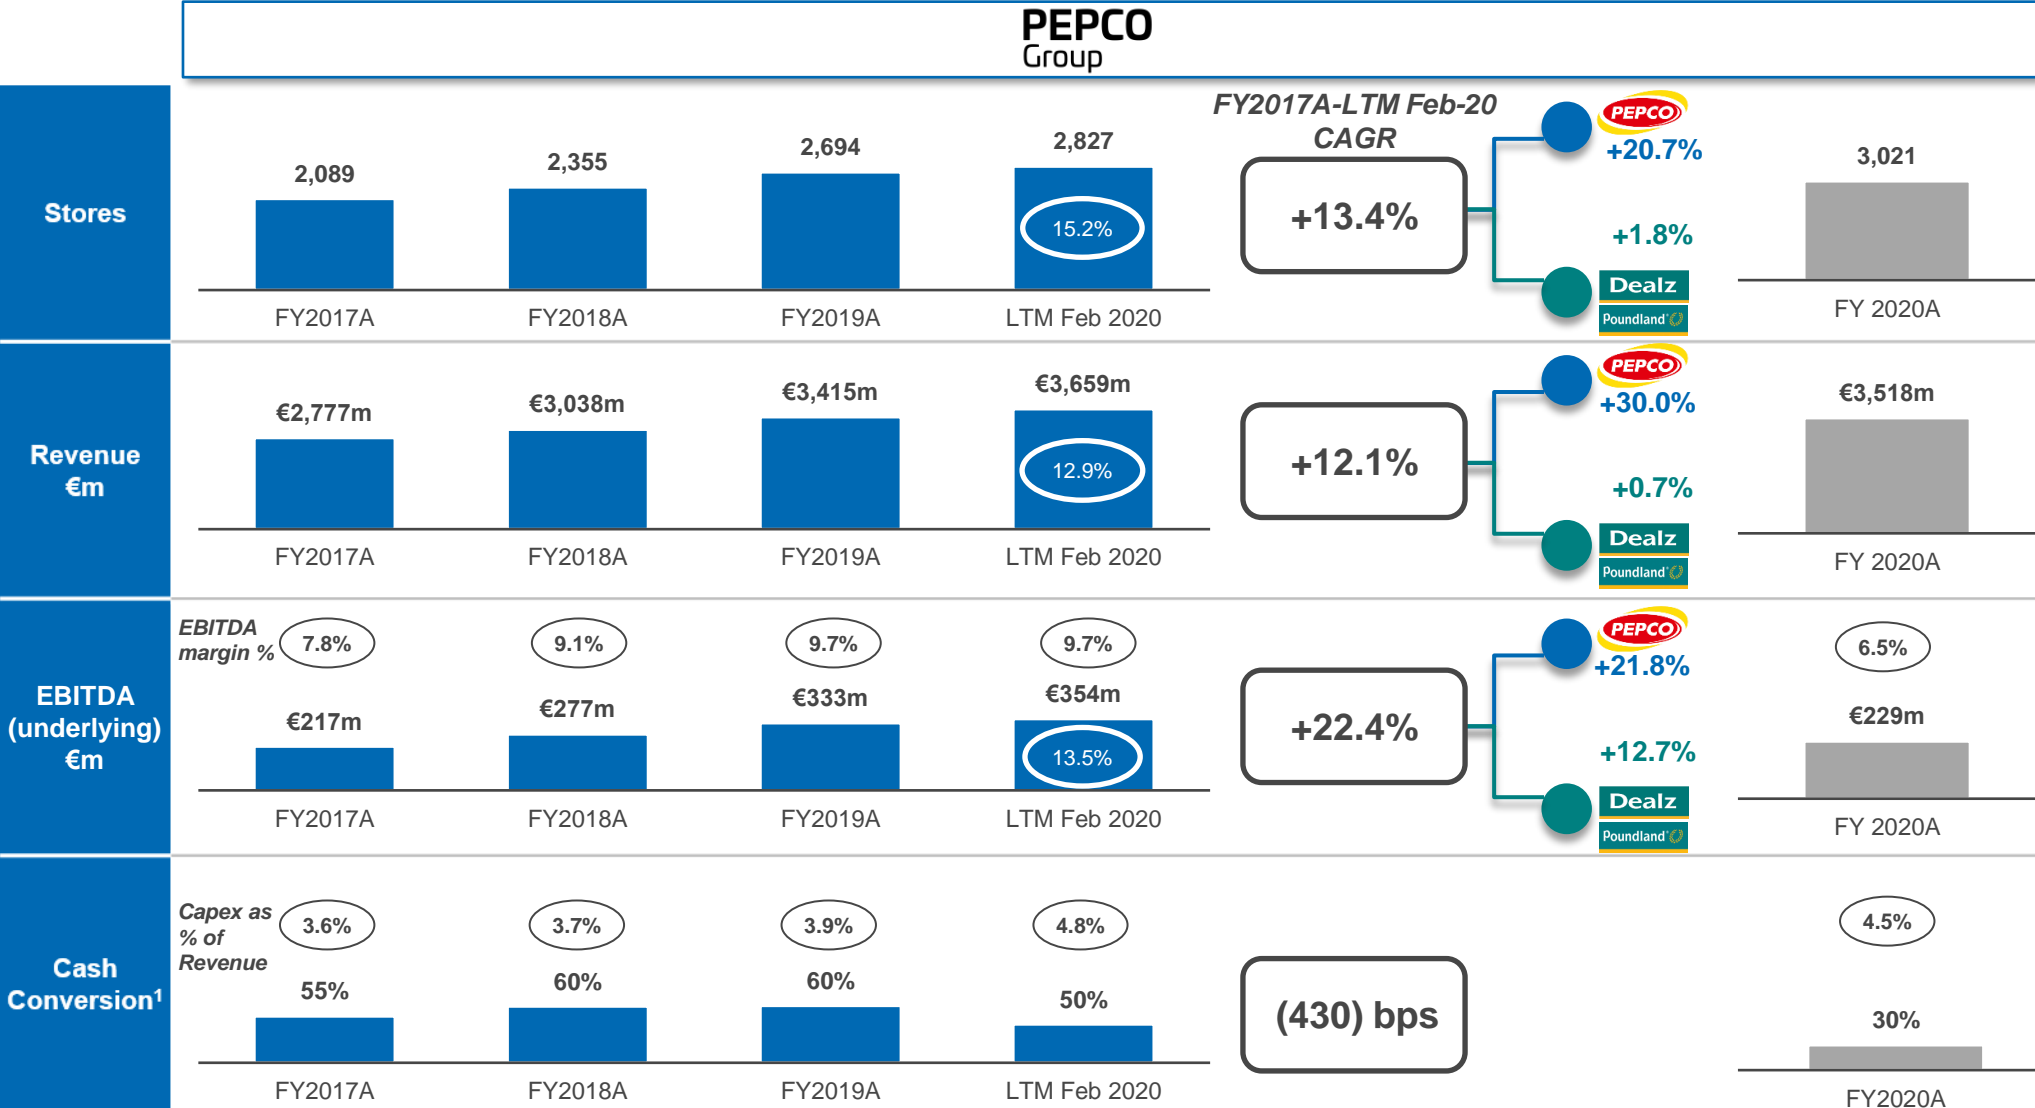 PEPCO
Group
Stores
FY2017A-LTM Feb-20
CAGR
2,089
2,355
2,694
2,827
15.2%
FY2017A
FY2018A
FY2019A
LTM Feb 2020
+13.4%
PEPCO
+20.7%
+1.8%
Dealz
Poundland
3,021
FY 2020A
Revenue
€m
€2,777m
€3,038m
€3,415m
€3,659m
12.9%
FY2017A
FY2018A
FY2019A
LTM Feb 2020
+12.1%
PEPCO
+30.0%
+0.7%
Dealz
Poundland
€3,518m
FY 2020A
EBITDA
(underlying)
€m
EBITDA
margin %
7.8%
9.1%
9.7%
9.7%
€217m
€277m
€333m
€354m
13.5%
FY2017A
FY2018A
FY2019A
LTM Feb 2020
+22.4%
PEPCO
+21.8%
+12.7%
Dealz
Poundland
6.5%
€229m
FY 2020A
Cash
Conversion¹
Capex as
% of
Revenue
3.6%
3.7%
3.9%
4.8%
55%
60%
60%
50%
FY2017A
FY2018A
FY2019A
LTM Feb 2020
(430) bps
4.5%
30%
FY2020A